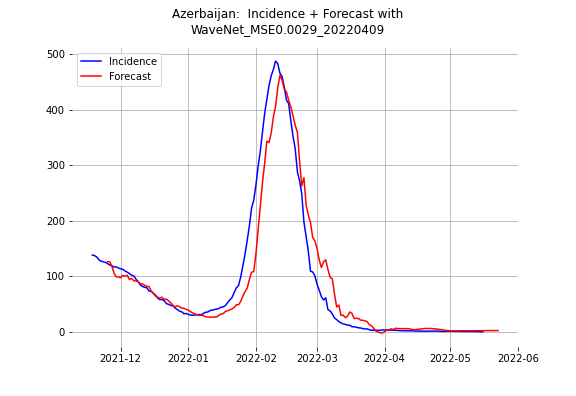 Azerbaijan:  Incidence + Forecast with
WaveNet_MSE0.0029_20220409
Incidence
Forecast
500
400
300
200
100
0
2021-12 2022-01 2022-02 2022-03 2022-04 2022-05 2022-06